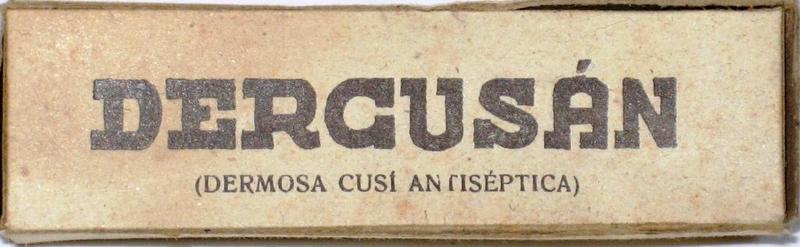 DERCUSÁN
(DERMOSA CUSÍ ANTISÉPTICA)